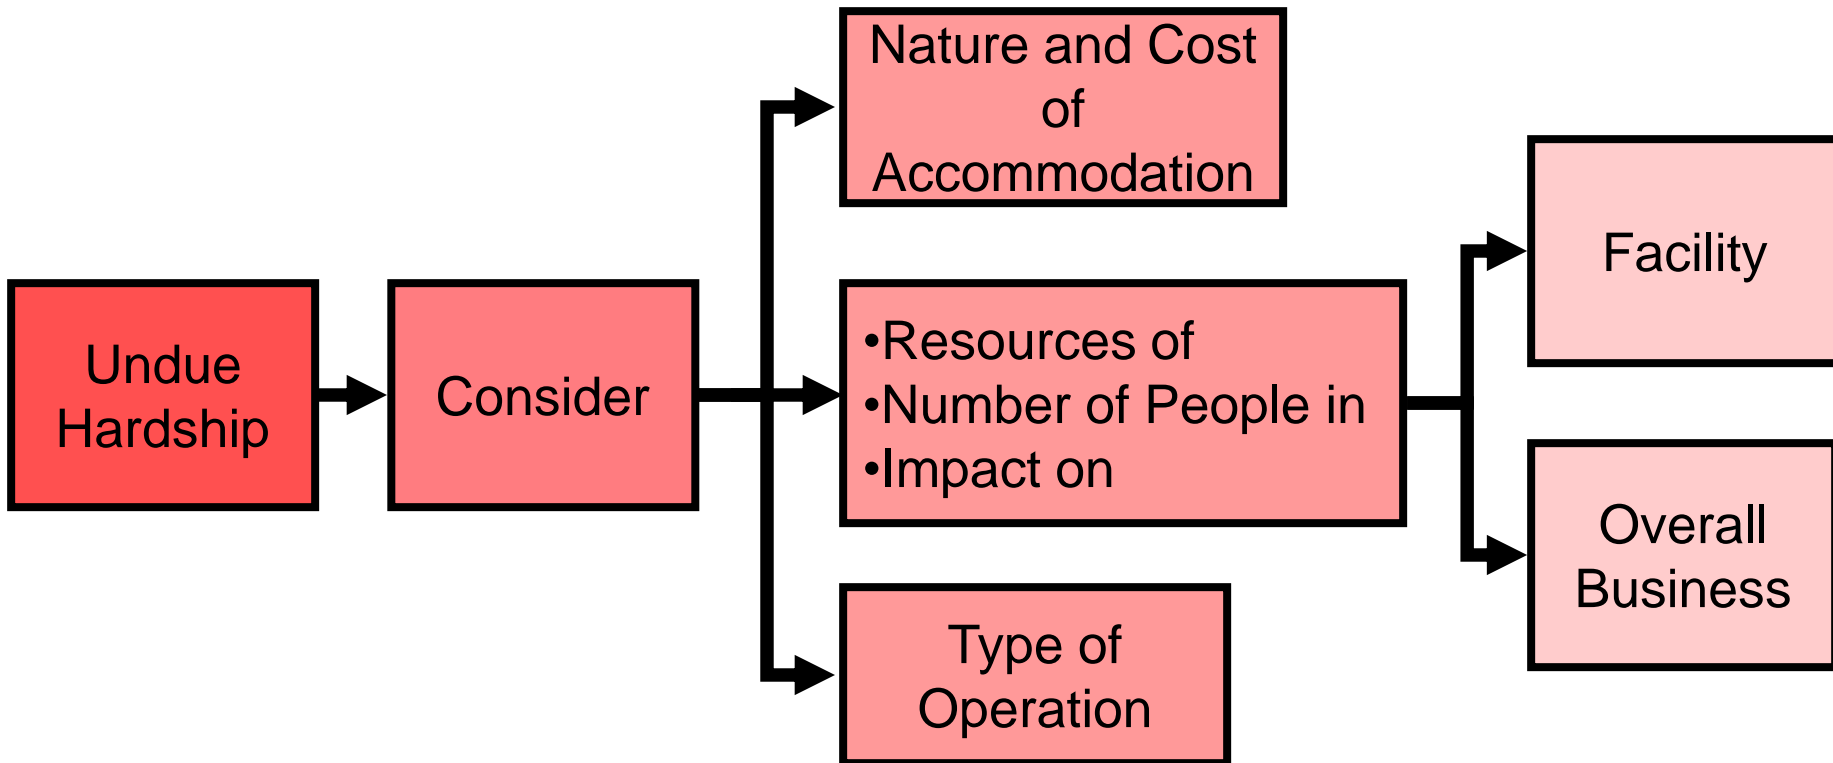 Undue
Hardship
Consider
Nature and Cost
of
Accommodation
•Resources of
•Number of People in
•Impact on
Type of
Operation
Facility
Overall
Business